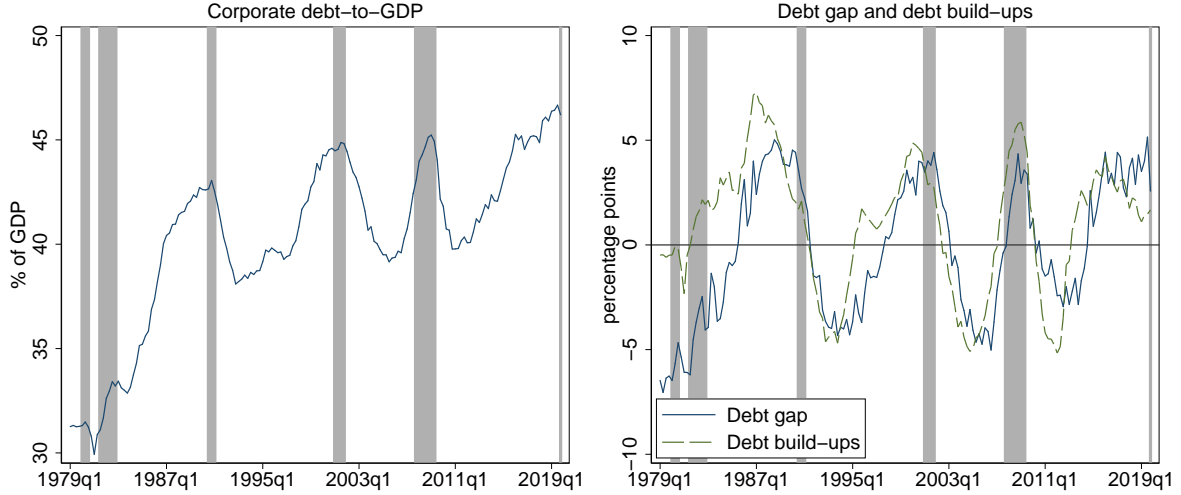 Corporate debt−to−GDP
% of GDP
50
45
40
35
30
1979q1 1987q1 1995q1 2003q1 2011q1 2019q1
Debt gap and debt build−ups
percentage points
10
5
0
−5
−10
Debt gap
Debt build−ups
1979q1 1987q1 1995q1 2003q1 2011q1 2019q1